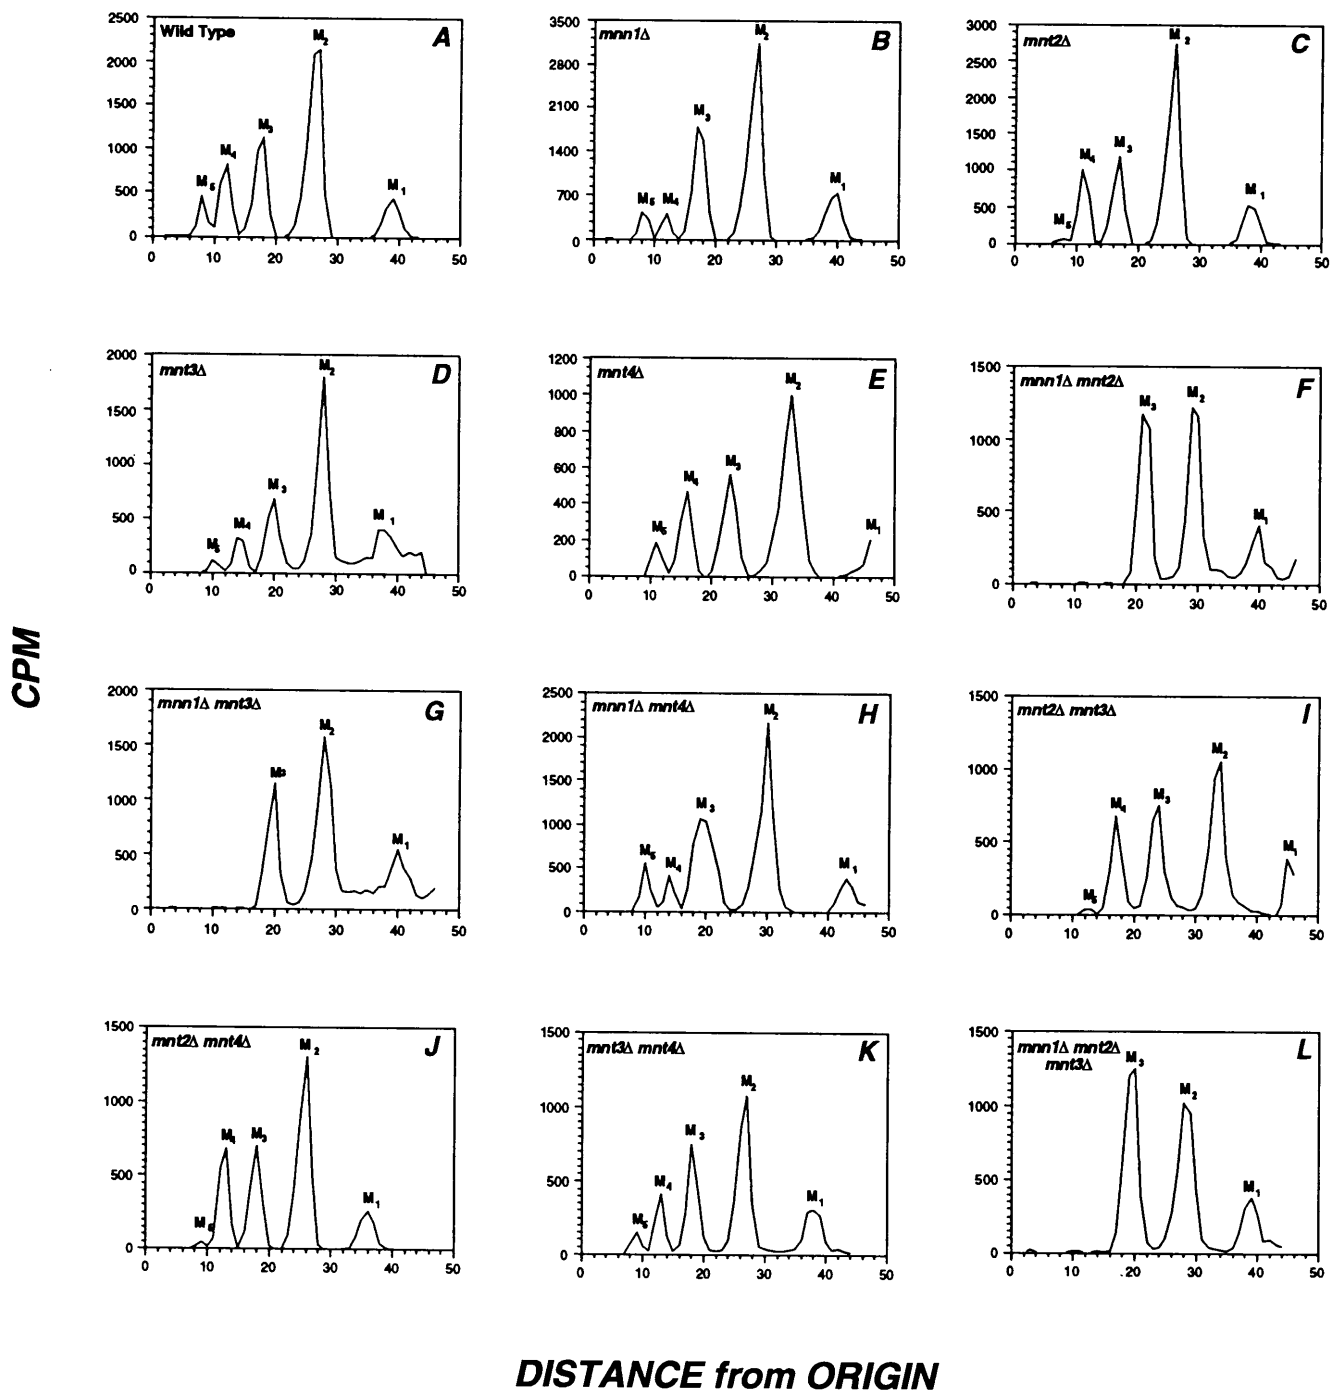 Wild Type A
2500
2000
1500
1000
500
0
M5 M4 M3 M2 M1
0 10 20 30 40 50
mnn1Δ B
3500
2800
2100
1400
700
0
M5 M4 M3 M2 M1
0 10 20 30 40 50
mnt2Δ C
3000
2500
2000
1500
1000
500
0
M5 M4 M3 M2 M1
0 10 20 30 40 50
mnt3Δ D
2000
1500
1000
500
0
M5 M4 M3 M2 M1
0 10 20 30 40 50
mnt4Δ E
1200
1000
800
600
400
200
0
M5 M4 M3 M2 M1
0 10 20 30 40 50
mnn1Δ mnt2Δ F
1500
1000
500
0
M3 M2 M1
0 10 20 30 40 50
CPM
mnn1Δ mnt3Δ G
2000
1500
1000
500
0
M3 M2 M1
0 10 20 30 40 50
mnn1Δ mnt4Δ H
2500
2000
1500
1000
500
0
M5 M4 M3 M2 M1
0 10 20 30 40 50
mnt2Δ mnt3Δ I
1500
1000
500
0
M5 M4 M3 M2 M1
0 10 20 30 40 50
mnt2Δ mnt4Δ J
1500
1000
500
0
M5 M4 M3 M2 M1
0 10 20 30 40 50
mnt3Δ mnt4Δ K
1500
1000
500
0
M5 M4 M3 M2 M1
0 10 20 30 40 50
mnn1Δ mnt2Δ L
mnt3Δ
1500
1000
500
0
M3 M2 M1
0 10 20 30 40 50
DISTANCE from ORIGIN